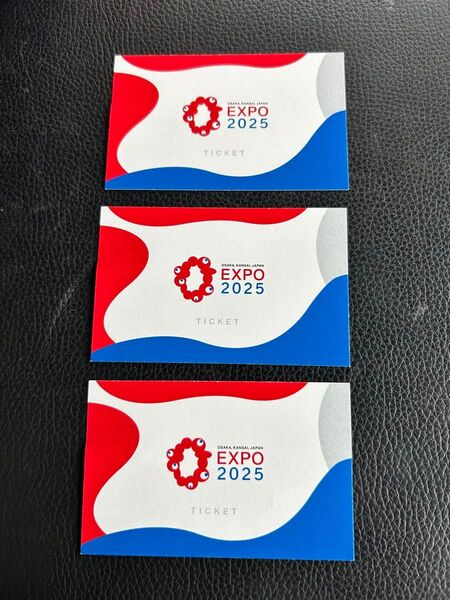 OSAKA, KANSAI, JAPAN
EXPO
2025
TICKET
OSAKA, KANSAI, JAPAN
EXPO
2025
TICKET
OSAKA, KANSAI, JAPAN
EXPO
2025
TICKET